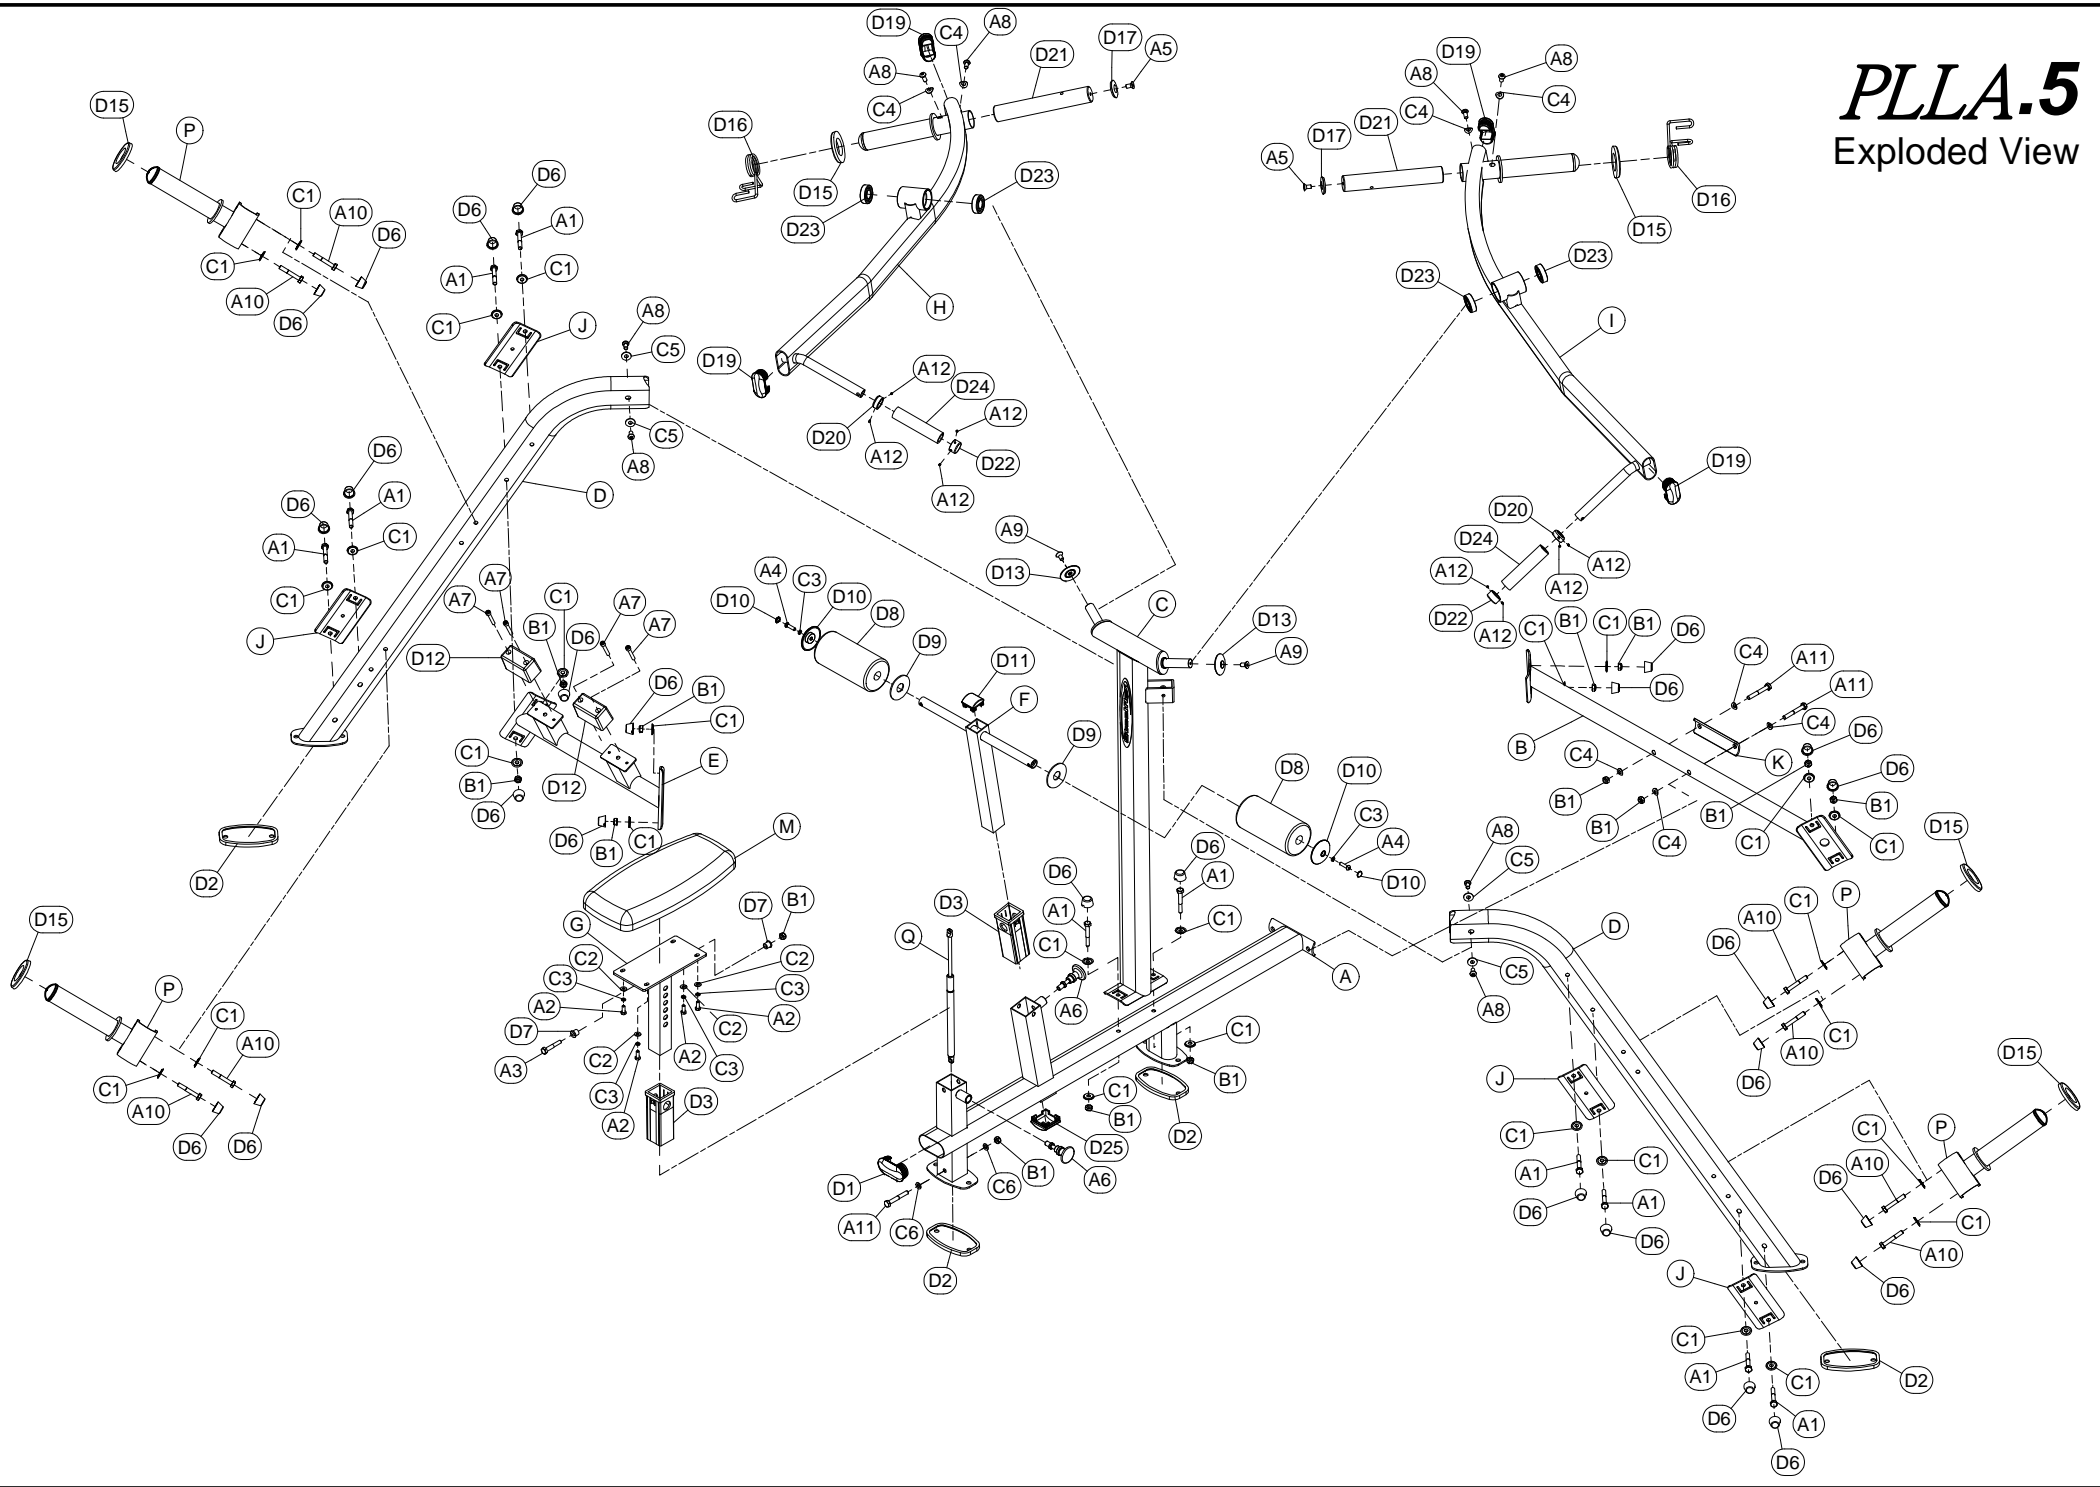 PLLA.5
Exploded View
D19
C4
A8
A8
C4
D21
D17
A5
D16
D15
D23
D23
H
D19
A12
D24
A12
D20
A12
D22
A12
D19
A8
A8
C4
C4
D21
D17
A5
D16
D15
D23
D23
I
D19
D20
D24
A12
A12
A12
D22
A12
D15
P
C1
A10
D6
C1
A10
D6
D6
D6
A1
A1
C1
C1
J
A8
C5
C5
A8
D
D6
D6
A1
A1
C1
C1
J
A7
A7
C1
A7
B1
D6
A7
D12
D6
B1
C1
C1
B1
D6
D12
E
D6
B1
C1
D2
A4
C3
D10
D10
D8
D9
D11
F
D9
A9
D13
C
D13
A9
D8
D10
C3
A4
D10
C1
B1
C1
B1
D6
D6
C4
A11
A11
C4
B
K
C4
B1
B1
C4
D6
D6
B1
B1
C1
C1
M
G
D7
B1
C2
C3
A2
C2
C3
A2
D7
A3
C2
C3
A2
A2
C2
C3
D3
Q
D3
D6
A1
C1
D6
A1
C1
A6
A
C1
B1
C1
B1
D2
D25
A6
D1
A11
C6
C6
B1
D2
D15
P
C1
A10
C1
A10
D6
D6
A8
C5
C5
A8
D
D15
P
C1
A10
D6
C1
A10
D6
J
C1
A1
D6
C1
A1
D6
D15
P
C1
A10
D6
C1
A10
D6
J
C1
A1
D6
C1
A1
D6
D2